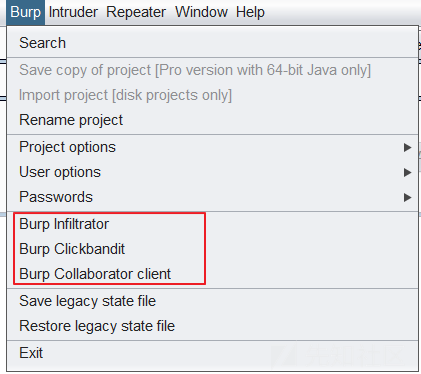 Burp Intruder Repeater Window Help
Search
Save copy of project [Pro version with 64-bit Java only]
Import project [disk projects only]
Rename project
Project options
User options
Passwords
Burp Infiltrator
Burp Clickbandit
Burp Collaborator client
Save legacy state file
Restore legacy state file
Exit